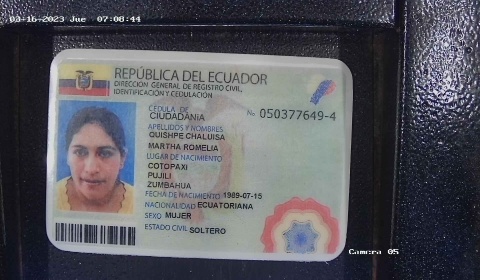 03-16-2023 Jue 07:08:44
REPÚBLICA DEL ECUADOR
DIRECCIÓN GENERAL DE REGISTRO CIVIL,
IDENTIFICACIÓN Y CEDULACIÓN
CÉDULA DE
CIUDADANÍA
No 050377649-4
APELLIDOS Y NOMBRES
QUISHPE CHALUISA
MARTHA ROMELIA
LUGAR DE NACIMIENTO
COTOPAXI
PUJILI
ZUMBAHUA
FECHA DE NACIMIENTO 1989-07-15
NACIONALIDAD ECUATORIANA
SEXO MUJER
ESTADO CIVIL SOLTERO
Camera 05